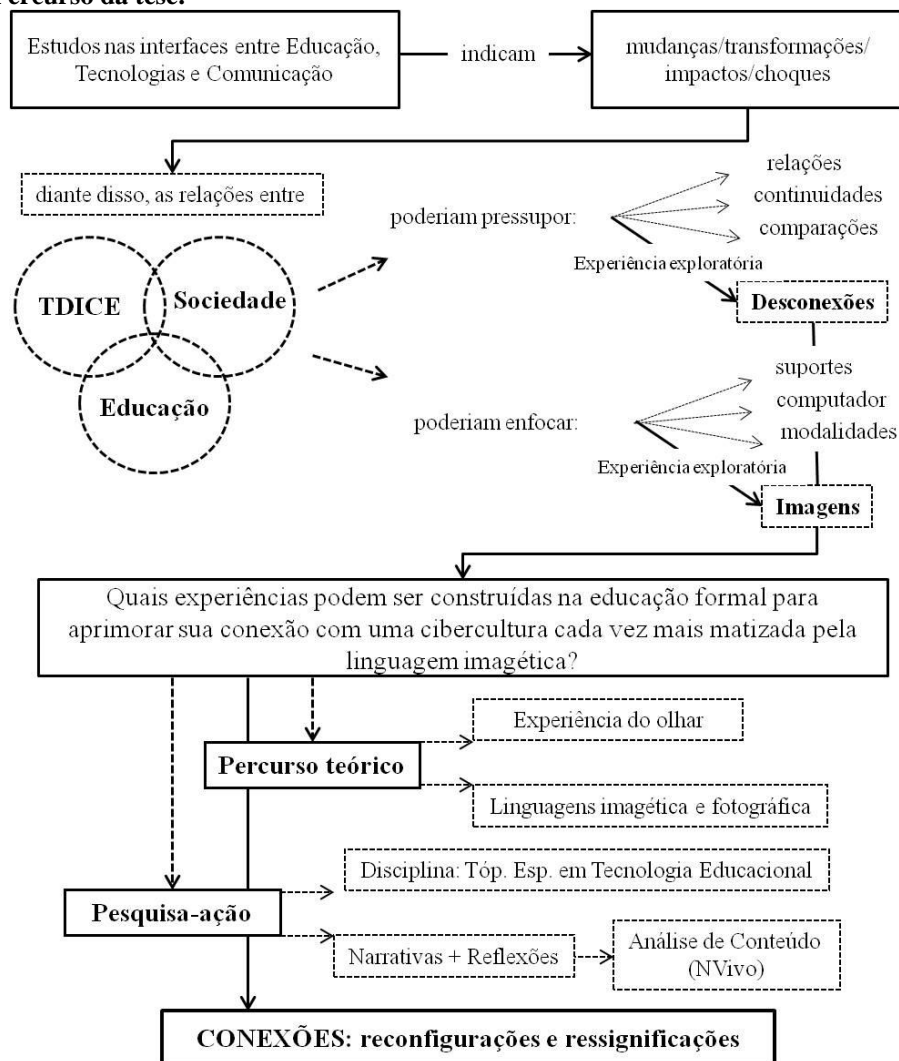 Percurso da tese.
Estudos nas interfaces entre Educação,
Tecnologias e Comunicação
indicam
mudanças/transformações/
impactos/choques
diante disso, as relações entre
TDICE
Sociedade
Educação
poderiam pressupor:
relações
continuidades
comparações
Experiência exploratória
Desconexões
poderiam enfocar:
suportes
computador
modalidades
Experiência exploratória
Imagens
Quais experiências podem ser construídas na educação formal para
aprimorar sua conexão com uma cibercultura cada vez mais matizada pela
linguagem imagética?
Percurso teórico
Experiência do olhar
Linguagens imagética e fotográfica
Pesquisa-ação
Disciplina: Tóp. Esp. em Tecnologia Educacional
Narrativas + Reflexões
Análise de Conteúdo
(NVivo)
CONEXÕES: reconfigurações e ressignificações